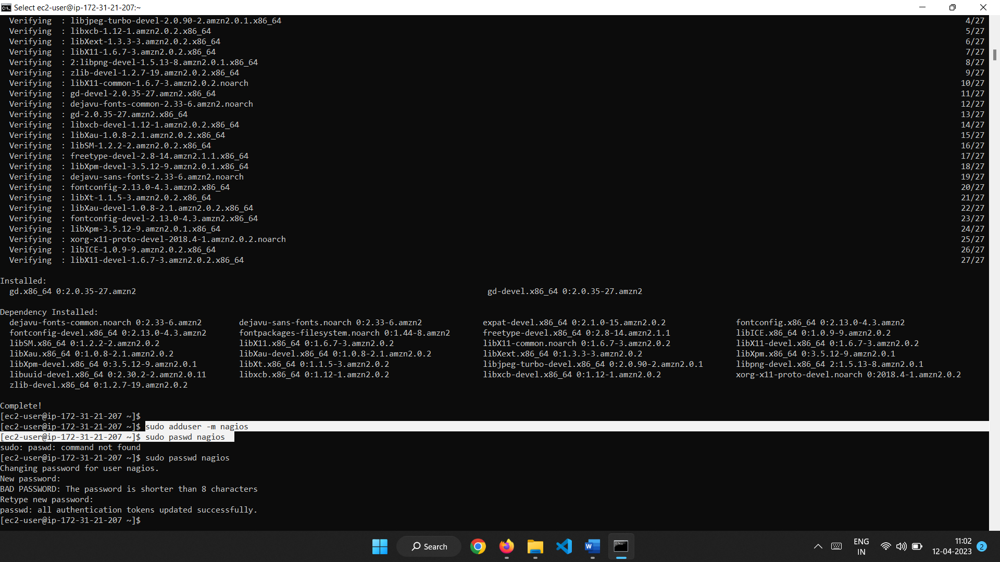 Select ec2-user@ip-172-31-21-207:~
Verifying  : libjpeg-turbo-devel-2.0.90-2.amzn2.0.1.x86_64 4/27
Verifying  : libxcb-1.12-1.amzn2.0.2.x86_64 5/27
Verifying  : libXext-1.3.3-3.amzn2.0.2.x86_64 6/27
Verifying  : libX11-1.6.7-3.amzn2.0.2.x86_64 7/27
Verifying  : 2:libpng-devel-1.5.13-8.amzn2.0.1.x86_64 8/27
Verifying  : zlib-devel-1.2.7-19.amzn2.0.2.x86_64 9/27
Verifying  : libX11-common-1.6.7-3.amzn2.0.2.noarch 10/27
Verifying  : gd-devel-2.0.35-27.amzn2.x86_64 11/27
Verifying  : dejavu-fonts-common-2.33-6.amzn2.noarch 12/27
Verifying  : gd-2.0.35-27.amzn2.x86_64 13/27
Verifying  : libxcb-devel-1.12-1.amzn2.0.2.x86_64 14/27
Verifying  : libXau-1.0.8-2.1.amzn2.0.2.x86_64 15/27
Verifying  : libSM-1.2.2-2.amzn2.0.2.x86_64 16/27
Verifying  : freetype-devel-2.8-14.amzn2.1.1.x86_64 17/27
Verifying  : libXpm-devel-3.5.12-9.amzn2.0.1.x86_64 18/27
Verifying  : dejavu-sans-fonts-2.33-6.amzn2.noarch 19/27
Verifying  : fontconfig-2.13.0-4.3.amzn2.x86_64 20/27
Verifying  : libXt-1.1.5-3.amzn2.0.2.x86_64 21/27
Verifying  : libXau-devel-1.0.8-2.1.amzn2.0.2.x86_64 22/27
Verifying  : fontconfig-devel-2.13.0-4.3.amzn2.x86_64 23/27
Verifying  : libXpm-3.5.12-9.amzn2.0.1.x86_64 24/27
Verifying  : xorg-x11-proto-devel-2018.4-1.amzn2.0.2.noarch 25/27
Verifying  : libICE-1.0.9-9.amzn2.0.2.x86_64 26/27
Verifying  : libX11-devel-1.6.7-3.amzn2.0.2.x86_64 27/27
Installed:
gd.x86_64 0:2.0.35-27.amzn2 gd-devel.x86_64 0:2.0.35-27.amzn2
Dependency Installed:
dejavu-fonts-common.noarch 0:2.33-6.amzn2 dejavu-sans-fonts.noarch 0:2.33-6.amzn2 expat-devel.x86_64 0:2.1.0-15.amzn2.0.2 fontconfig.x86_64 0:2.13.0-4.3.amzn2
fontconfig-devel.x86_64 0:2.13.0-4.3.amzn2 fontpackages-filesystem.noarch 0:1.44-8.amzn2 freetype-devel.x86_64 0:2.8-14.amzn2.1.1 libICE.x86_64 0:1.0.9-9.amzn2.0.2
libSM.x86_64 0:1.2.2-2.amzn2.0.2 libX11.x86_64 0:1.6.7-3.amzn2.0.2 libX11-common.noarch 0:1.6.7-3.amzn2.0.2 libX11-devel.x86_64 0:1.6.7-3.amzn2.0.2
libXau.x86_64 0:1.0.8-2.1.amzn2.0.2 libXau-devel.x86_64 0:1.0.8-2.1.amzn2.0.2 libXext.x86_64 0:1.3.3-3.amzn2.0.2 libXpm.x86_64 0:3.5.12-9.amzn2.0.1
libXpm-devel.x86_64 0:3.5.12-9.amzn2.0.1 libXt.x86_64 0:1.1.5-3.amzn2.0.2 libjpeg-turbo-devel.x86_64 0:2.0.90-2.amzn2.0.1 libpng-devel.x86_64 2:1.5.13-8.amzn2.0.1
libuuid-devel.x86_64 0:2.30.2-2.amzn2.0.11 libxcb.x86_64 0:1.12-1.amzn2.0.2 libxcb-devel.x86_64 0:1.12-1.amzn2.0.2 xorg-x11-proto-devel.noarch 0:2018.4-1.amzn2.0.2
zlib-devel.x86_64 0:1.2.7-19.amzn2.0.2
Complete!
[ec2-user@ip-172-31-21-207 ~]$
[ec2-user@ip-172-31-21-207 ~]$ sudo adduser -m nagios
[ec2-user@ip-172-31-21-207 ~]$ sudo paswd nagios
sudo: paswd: command not found
[ec2-user@ip-172-31-21-207 ~]$ sudo passwd nagios
Changing password for user nagios.
New password:
BAD PASSWORD: The password is shorter than 8 characters
Retype new password:
passwd: all authentication tokens updated successfully.
[ec2-user@ip-172-31-21-207 ~]$
Search
ENG
IN
11:02
12-04-2023
2